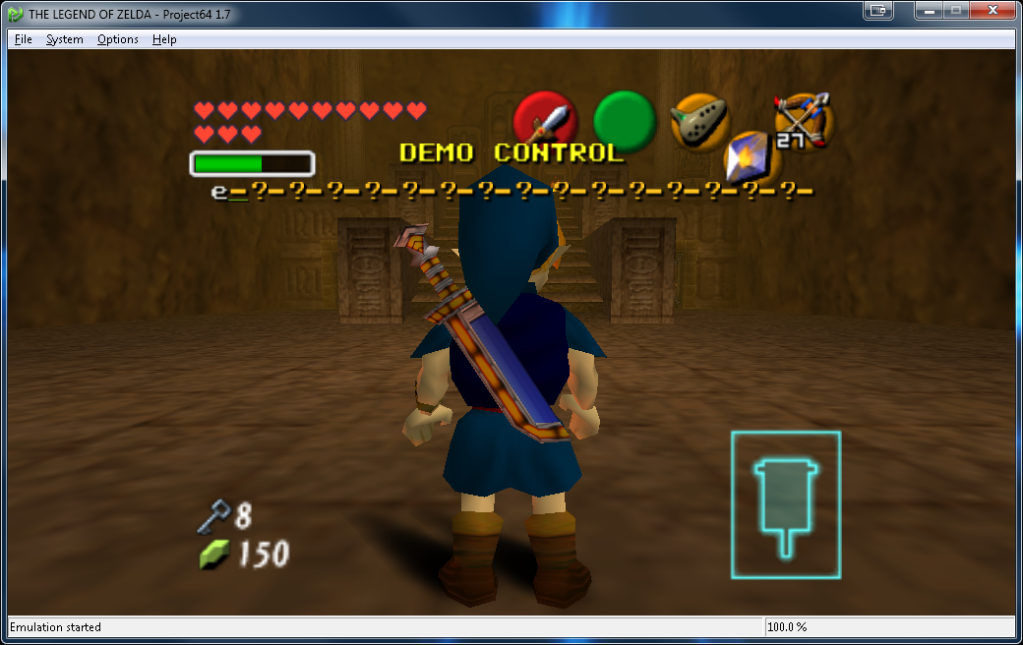 THE LEGEND OF ZELDA - Project64 1.7
File System Options Help
27
DEMO CONTROL
e_-?-?-?-?-?-?-?-?-?-?-?-?-?-?-?-
8
150
Emulation started
100.0 %